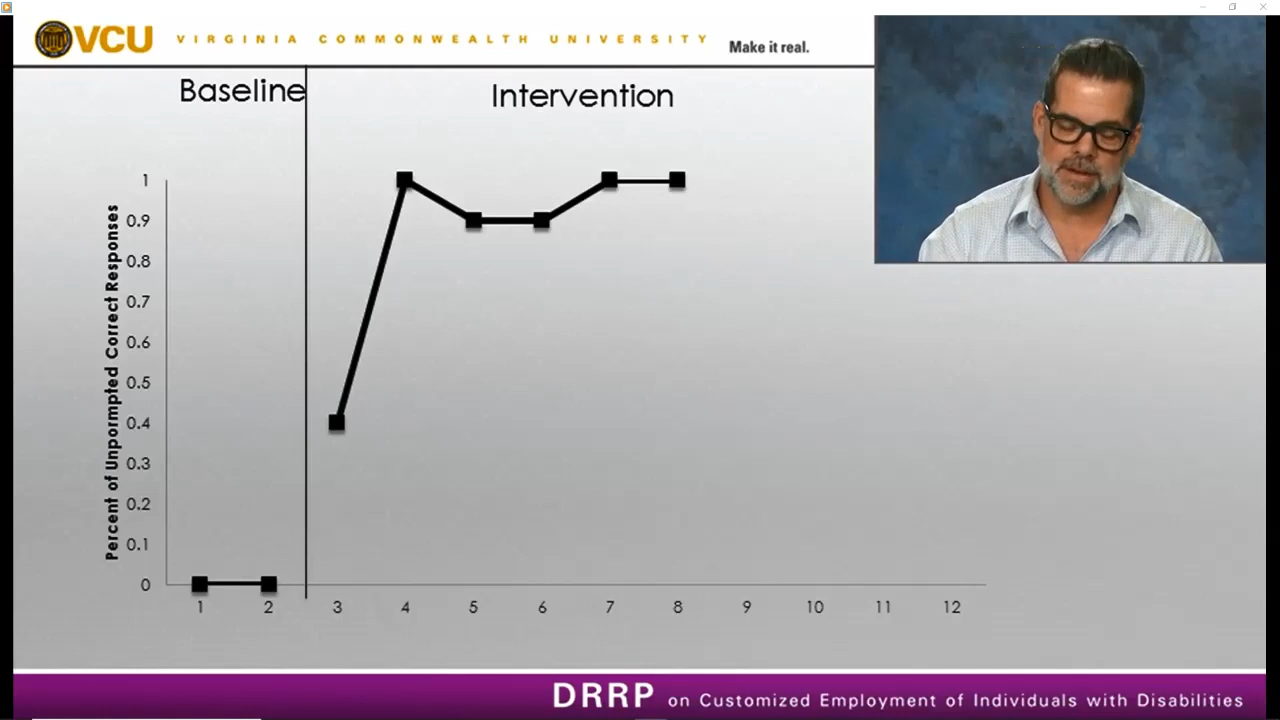 VCU VIRGINIA COMMONWEALTH UNIVERSITY Make it real.
Baseline
Intervention
Percent of Unpormpted Correct Responses
1
0.9
0.8
0.7
0.6
0.5
0.4
0.3
0.2
0.1
0
1 2 3 4 5 6 7 8 9 10 11 12
DRRP on Customized Employment of Individuals with Disabilities